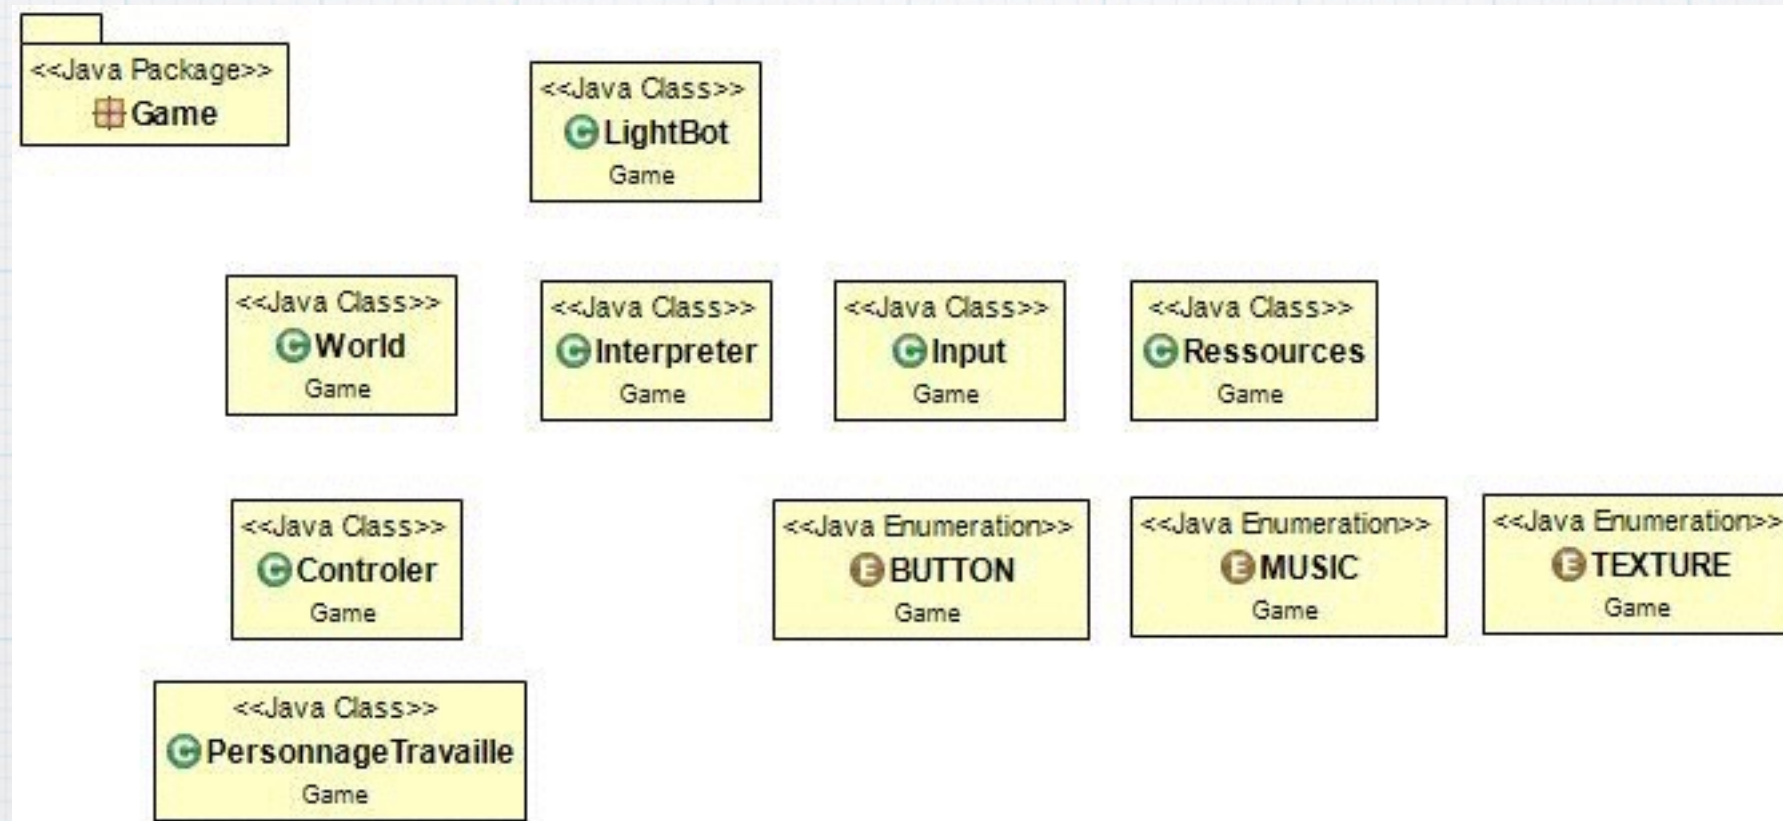 <<Java Package>>
Game
<<Java Class>>
LightBot
Game
<<Java Class>>
World
Game
<<Java Class>>
Interpreter
Game
<<Java Class>>
Input
Game
<<Java Class>>
Ressources
Game
<<Java Class>>
Controler
Game
<<Java Enumeration>>
BUTTON
Game
<<Java Enumeration>>
MUSIC
Game
<<Java Enumeration>>
TEXTURE
Game
<<Java Class>>
PersonnageTravaille
Game